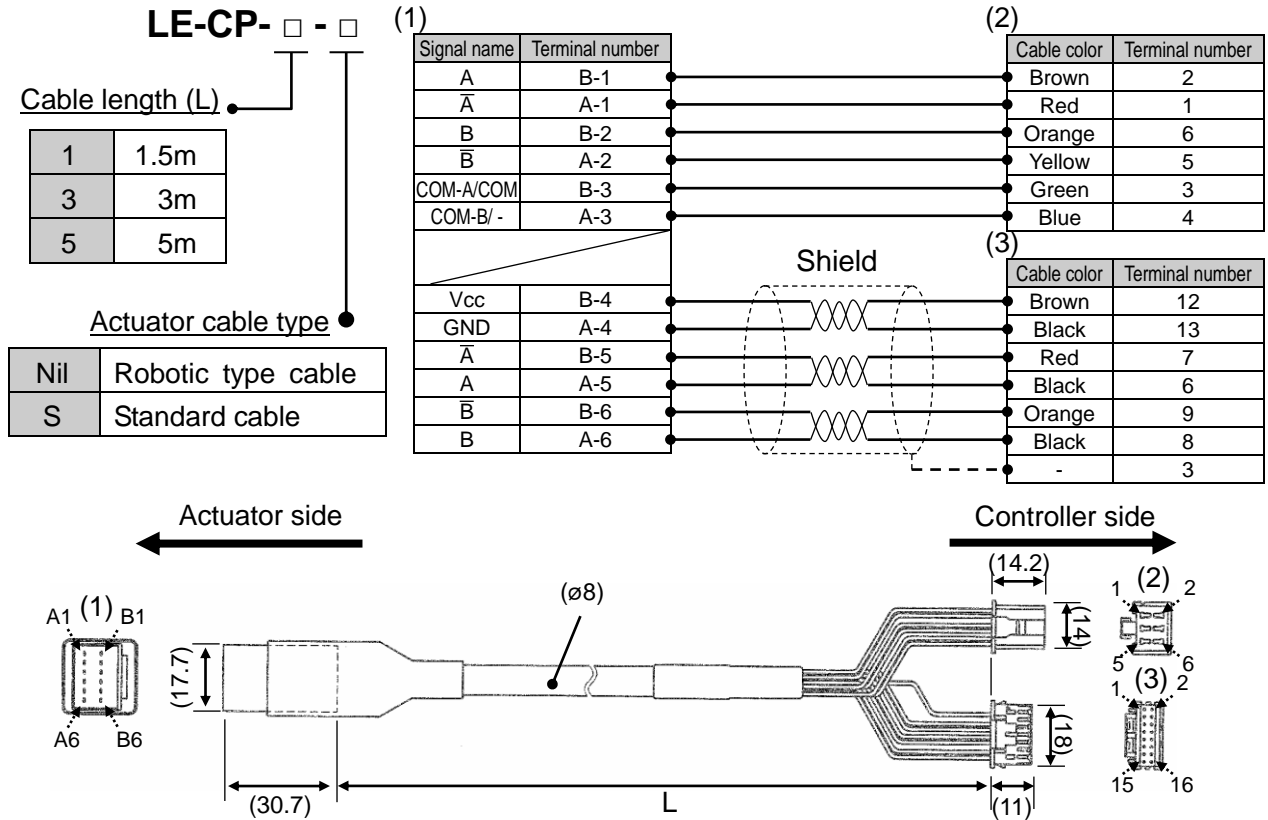 LE-CP- □ - □
Cable length (L)
1 1.5m
3 3m
5 5m
Actuator cable type
Nil Robotic type cable
S Standard cable
(1)
Signal name Terminal number
A B-1
A̅ A-1
B B-2
B̅ A-2
COM-A/COM B-3
COM-B/ - A-3
Vcc B-4
GND A-4
A̅ B-5
A A-5
B̅ B-6
B A-6
Shield
(2)
Cable color Terminal number
Brown 2
Red 1
Orange 6
Yellow 5
Green 3
Blue 4
(3)
Cable color Terminal number
Brown 12
Black 13
Red 7
Black 6
Orange 9
Black 8
- 3
Actuator side
Controller side
(1)
A1 B1
A6 B6
(17.7)
(30.7)
(ø8)
L
(14.2)
(14)
(18)
(11)
(2)
1 2
5 6
(3)
1 2
15 16